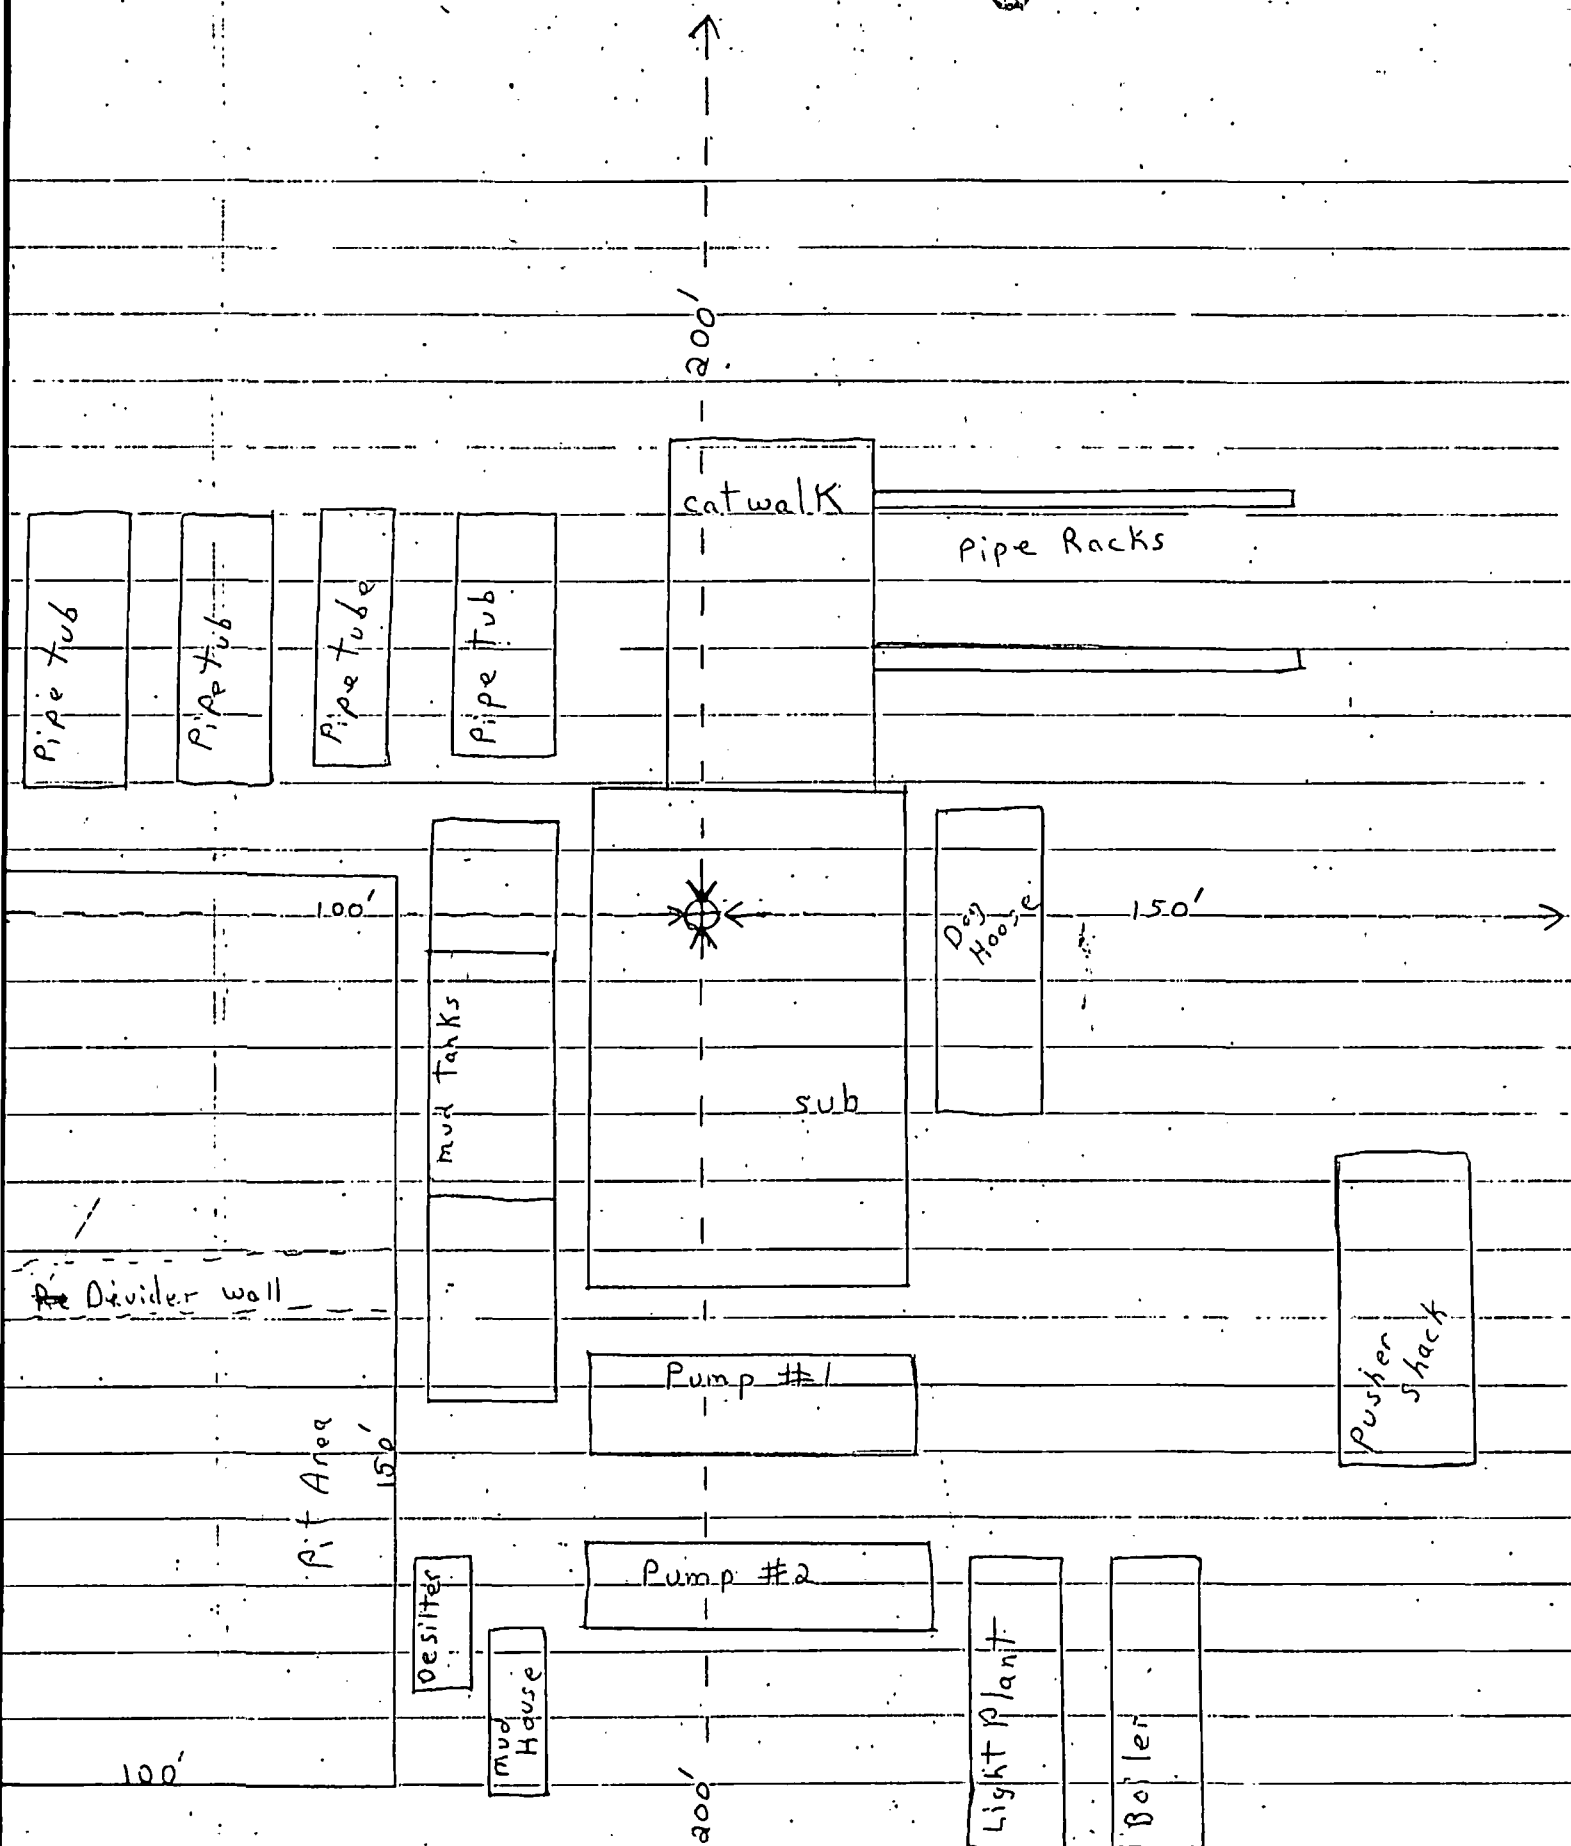 200'
catwalk
Pipe Racks
Pipe tub
Pipe tub
Pipe tube
Pipe tub
100'
150'
Dog
House
mud Tanks
sub
Divider wall
Pusher
shack
Pump #1
Pit Area
150'
Pump #2
Desilter
mud
House
Light Plant
Boiler
100'
200'